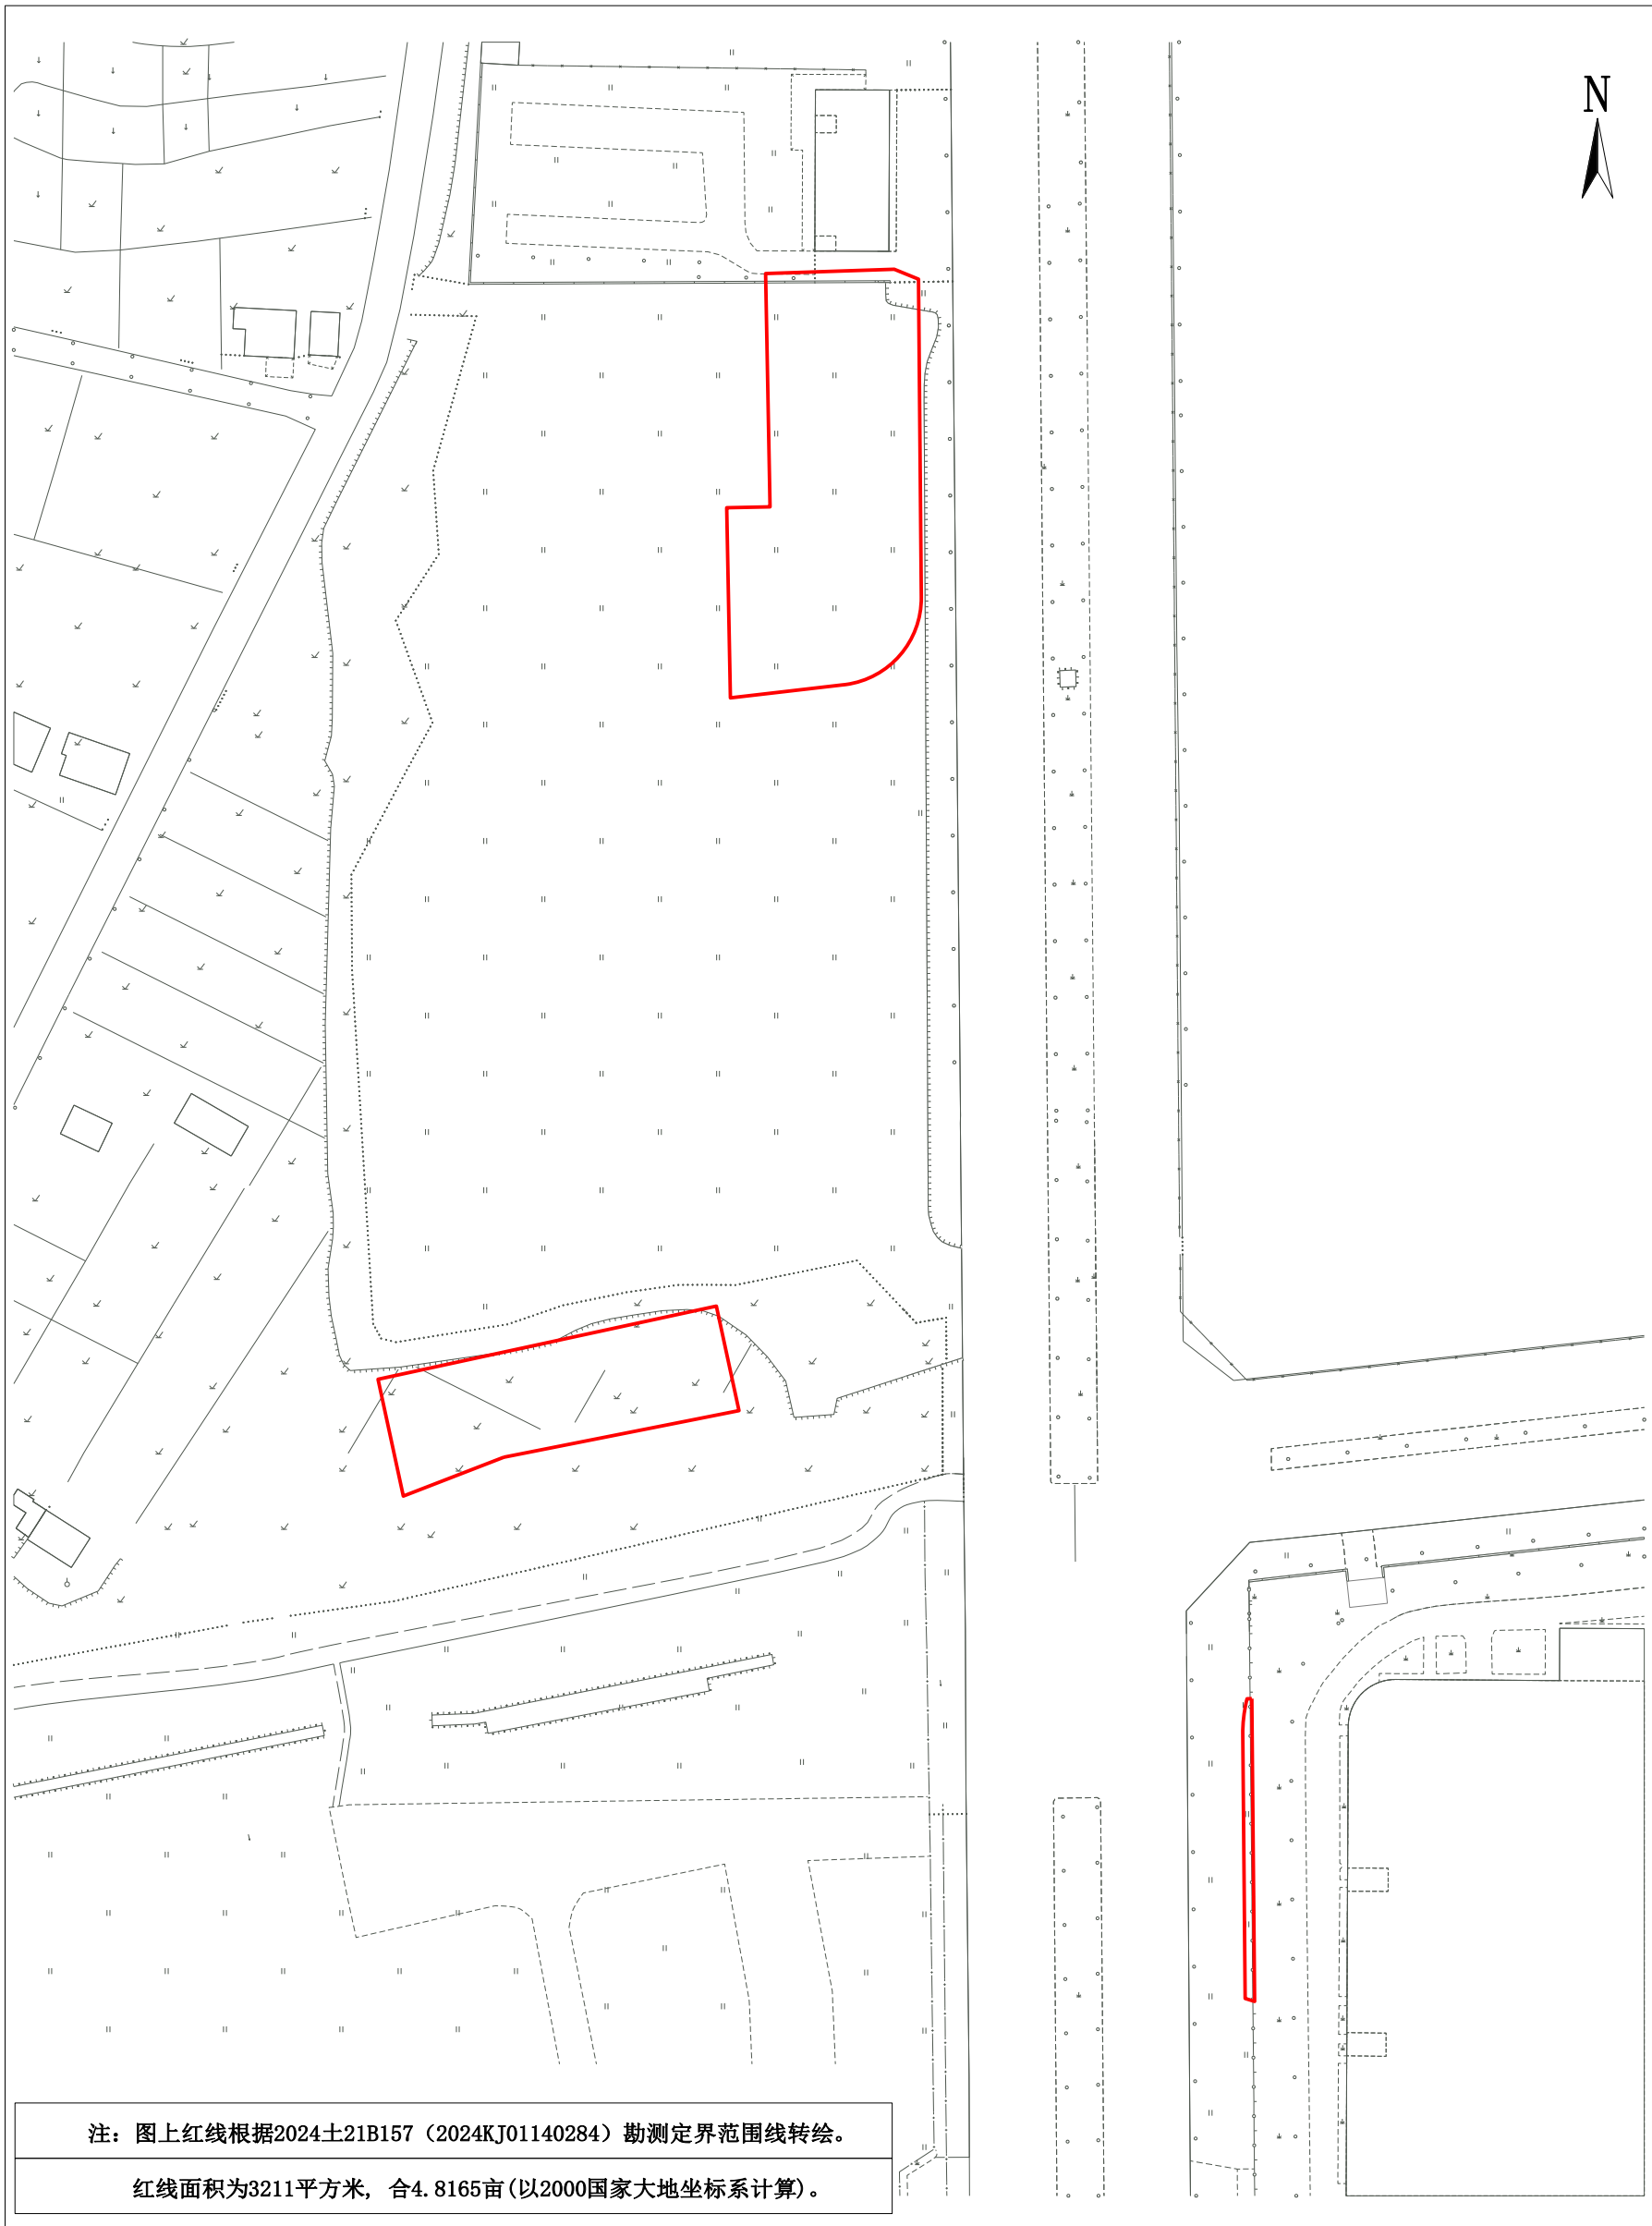 N
注：图上红线根据2024土21B157（2024KJ01140284）勘测定界范围线转绘。
红线面积为3211平方米, 合4.8165亩(以2000国家大地坐标系计算)。